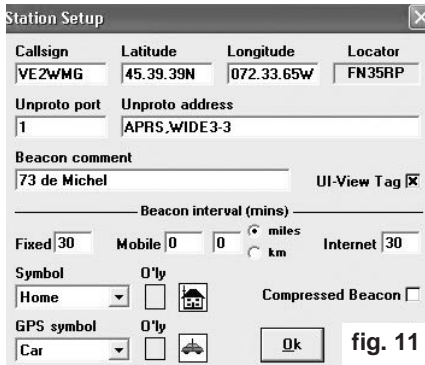 Station Setup
Callsign Latitude Longitude Locator
VE2WMG 45.39.39N 072.33.65W FN35RP
Unproto port Unproto address
1 APRS,WIDE3-3
Beacon comment
73 de Michel UI-View Tag
Beacon interval (mins)
Fixed 30 Mobile 0 0 miles km Internet 30
Symbol O'ly
Home Compressed Beacon
GPS symbol O'ly
Car Ok fig. 11